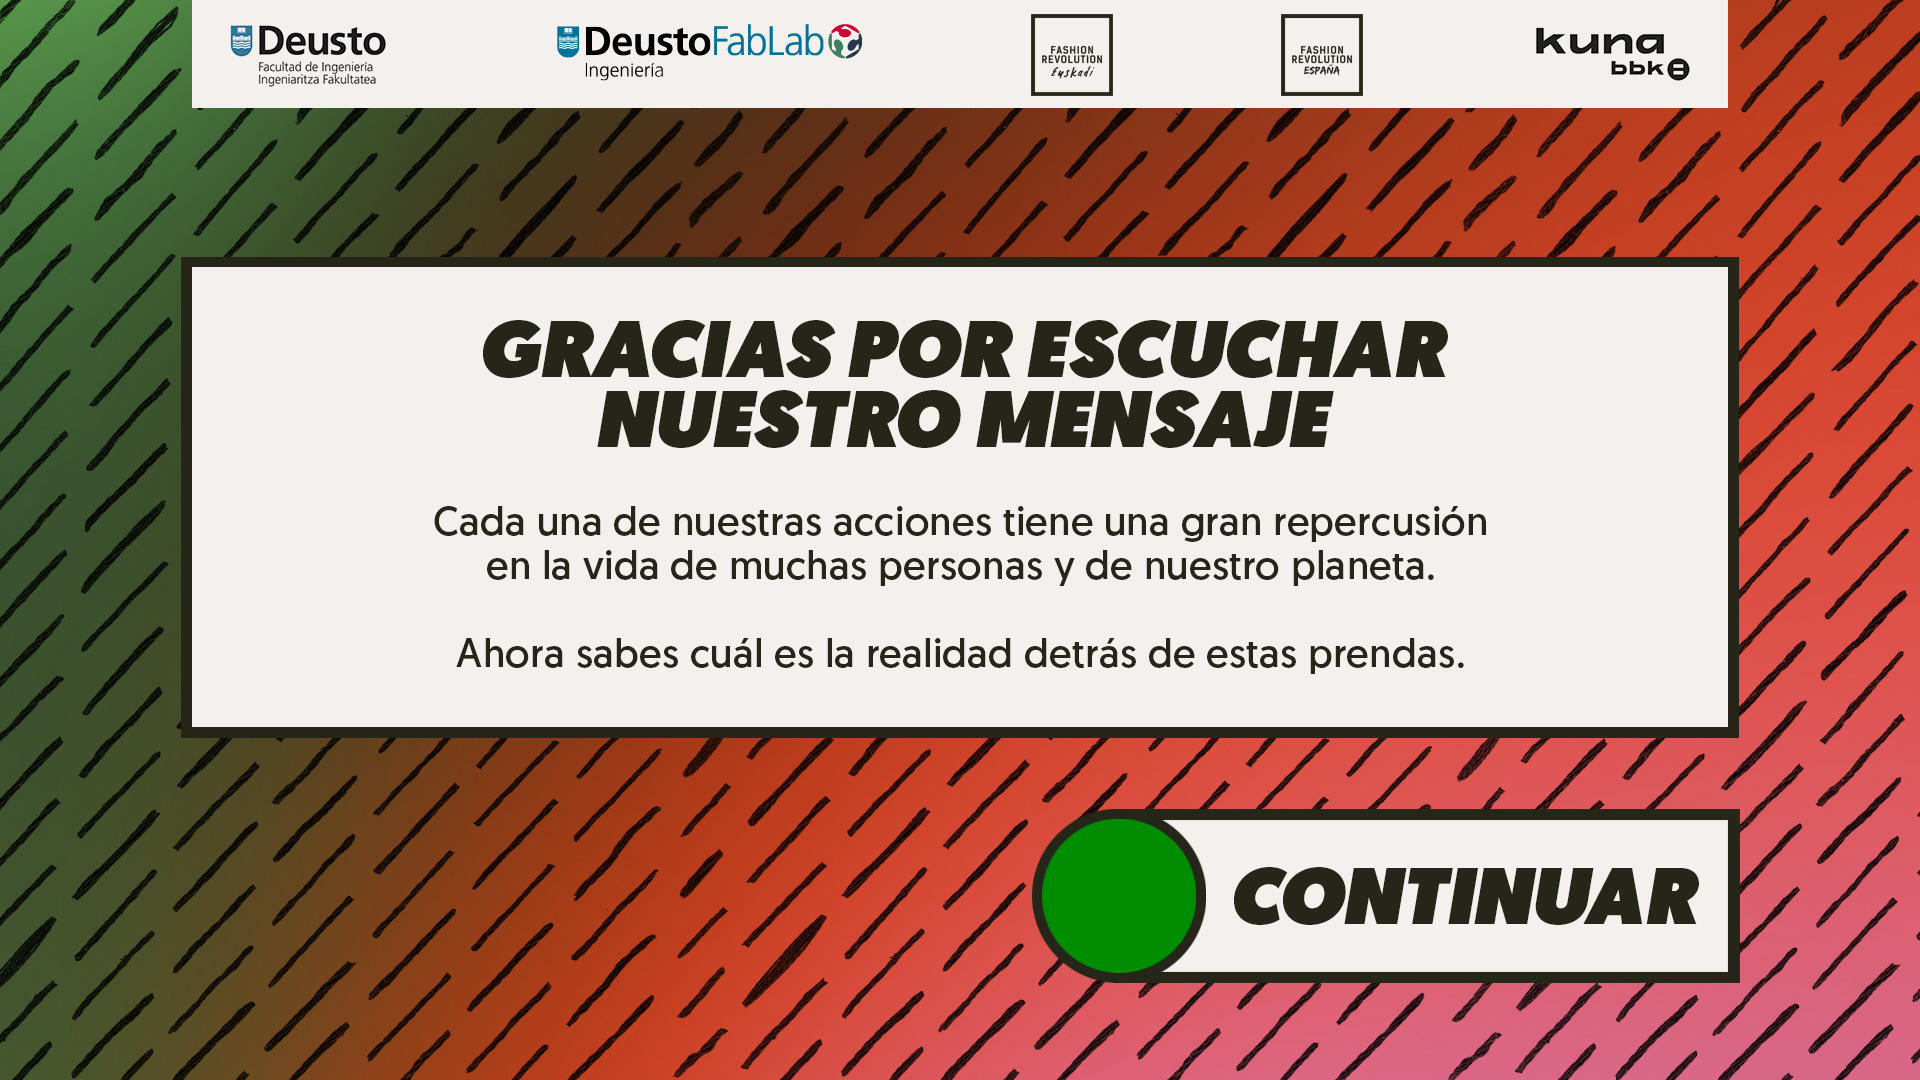 Deusto
Facultad de Ingeniería
Ingeniaritza Fakultatea
DeustoFabLab
Ingeniería
FASHION
REVOLUTION
Euskadi
FASHION
REVOLUTION
ESPAÑA
kuna
bbk
GRACIAS POR ESCUCHAR
NUESTRO MENSAJE
Cada una de nuestras acciones tiene una gran repercusión
en la vida de muchas personas y de nuestro planeta.
Ahora sabes cuál es la realidad detrás de estas prendas.
CONTINUAR